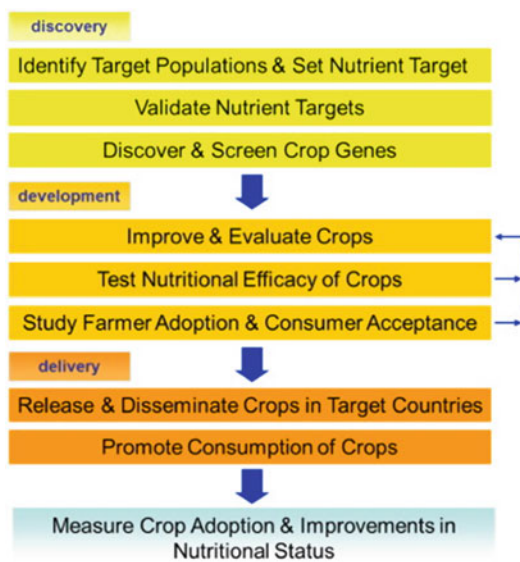 discovery
Identify Target Populations & Set Nutrient Target
Validate Nutrient Targets
Discover & Screen Crop Genes
development
Improve & Evaluate Crops
Test Nutritional Efficacy of Crops
Study Farmer Adoption & Consumer Acceptance
delivery
Release & Disseminate Crops in Target Countries
Promote Consumption of Crops
Measure Crop Adoption & Improvements in
Nutritional Status